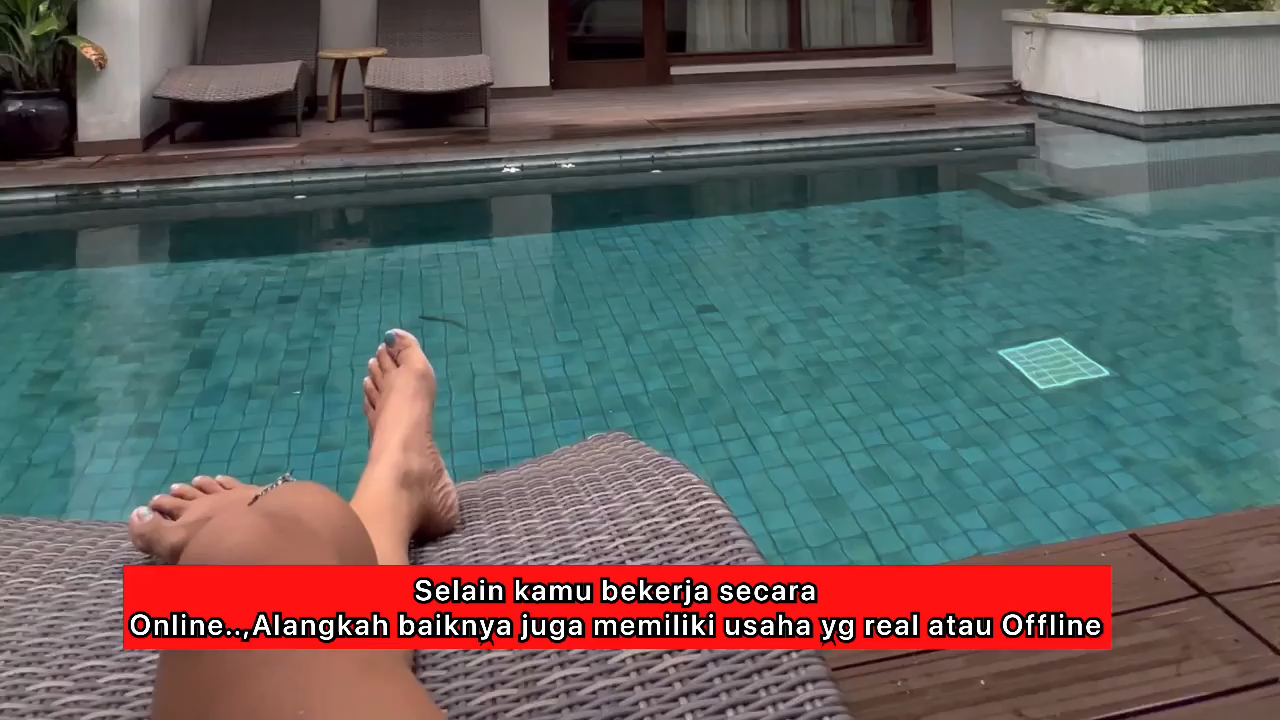 Selain kamu bekerja secara
Online..,Alangkah baiknya juga memiliki usaha yg real atau Offline